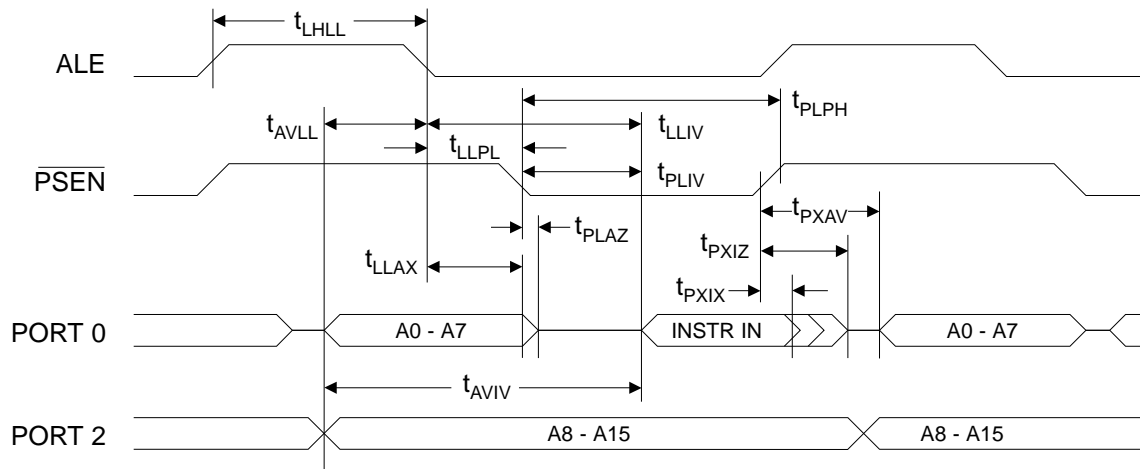 tLHLL
ALE
tPLPH
tAVLL
tLLIV
tLLPL
PSEN
tPLIV
tPXAV
tPLAZ
tPXIZ
tLLAX
tPXIX
PORT 0
A0 - A7
INSTR IN
A0 - A7
tAVIV
PORT 2
A8 - A15
A8 - A15